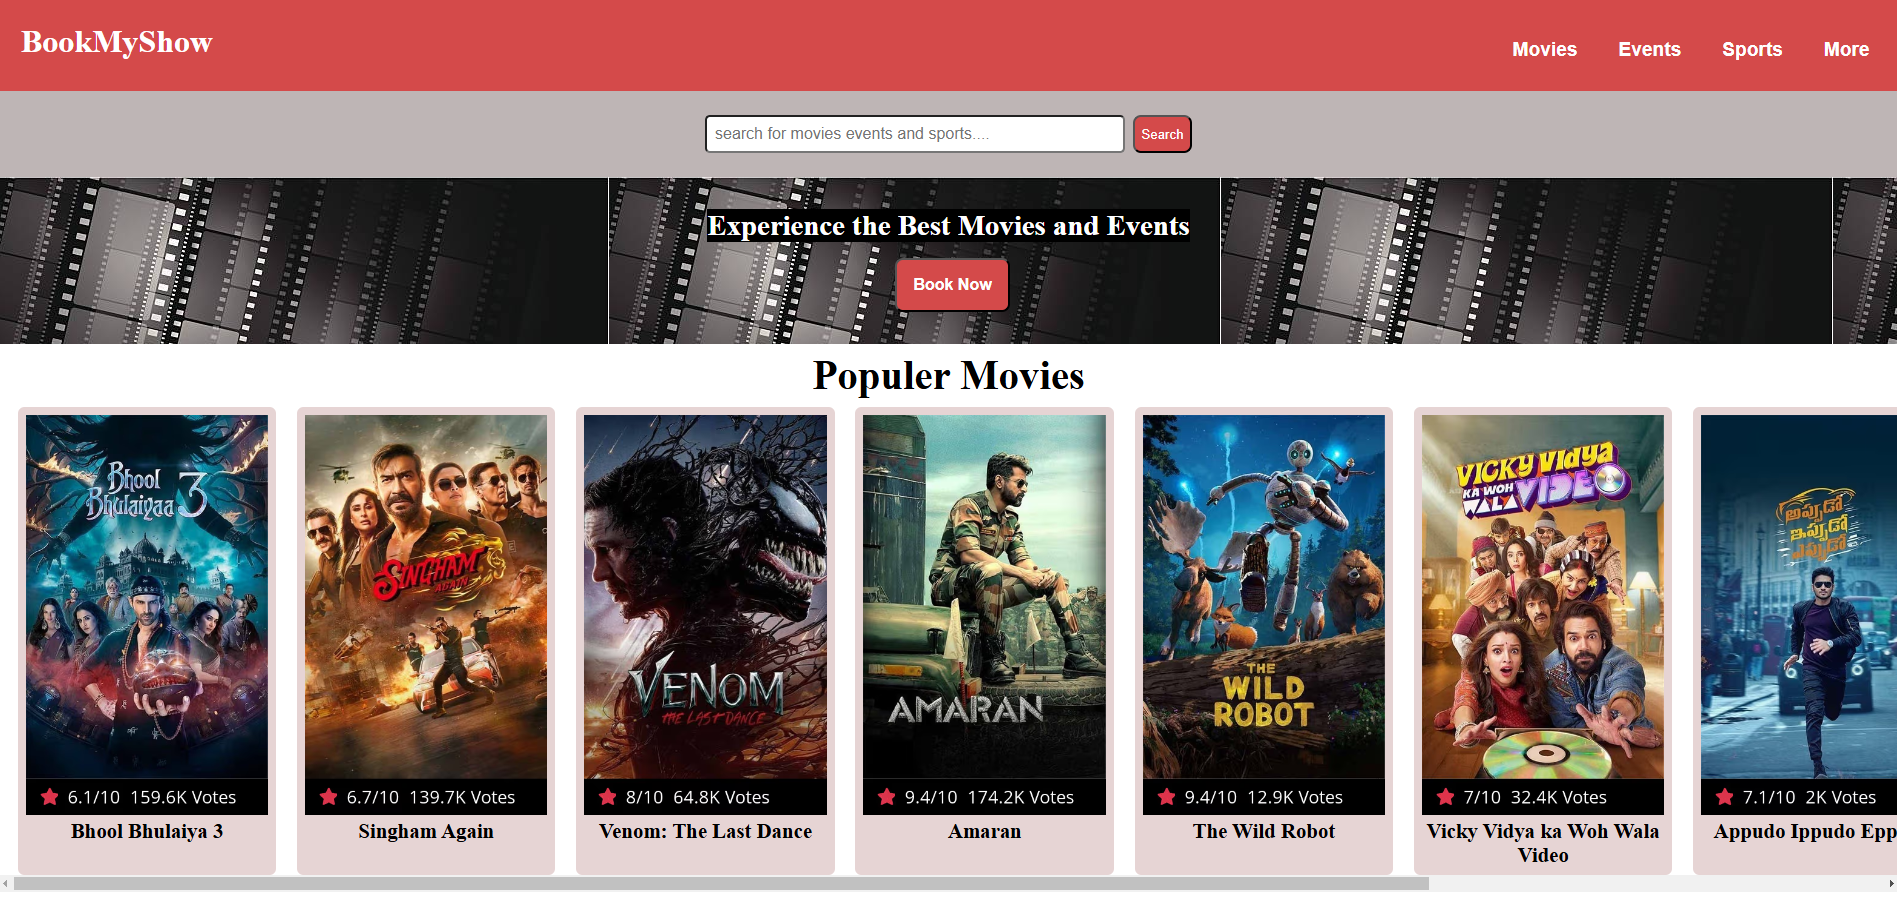 BookMyShow
Movies Events Sports More
search for movies events and sports.... Search
Experience the Best Movies and Events
Book Now
Populer Movies
Bhool
Bhulaiyaa 3
6.1/10 159.6K Votes
Bhool Bhulaiya 3
SINGHAM
AGAIN
6.7/10 139.7K Votes
Singham Again
VENOM
THE LAST DANCE
8/10 64.8K Votes
Venom: The Last Dance
AMARAN
9.4/10 174.2K Votes
Amaran
THE
WILD
ROBOT
9.4/10 12.9K Votes
The Wild Robot
VICKY VIDYA
KA WOH
WALA VIDEO
7/10 32.4K Votes
Vicky Vidya ka Woh Wala
Video
అప్పుడో
ఇప్పుడో
ఎప్పుడో
7.1/10 2K Votes
Appudo Ippudo Epp